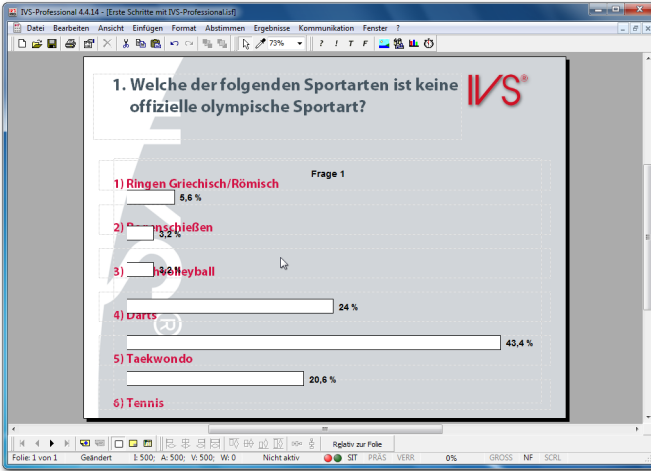 IVS-Professional 4.4.14 - [Erste Schritte mit IVS-Professional.isf]
Datei Bearbeiten Ansicht Einfügen Format Abstimmen Ergebnisse Kommunikation Fenster ?
73% ? ! T F
1. Welche der folgenden Sportarten ist keine
offizielle olympische Sportart?
IVS®
Frage 1
1) Ringen Griechisch/Römisch
5,6 %
2)
3,2 %
3)
3,2 %
24 %
4) Darts
43,4 %
5) Taekwondo
20,6 %
6) Tennis
Relativ zur Folie
Folie: 1 von 1 Geändert I: 500; A: 500; V: 500; W: 0 Nicht aktiv SIT PRÄS VERR 0% GROSS NF SCRL